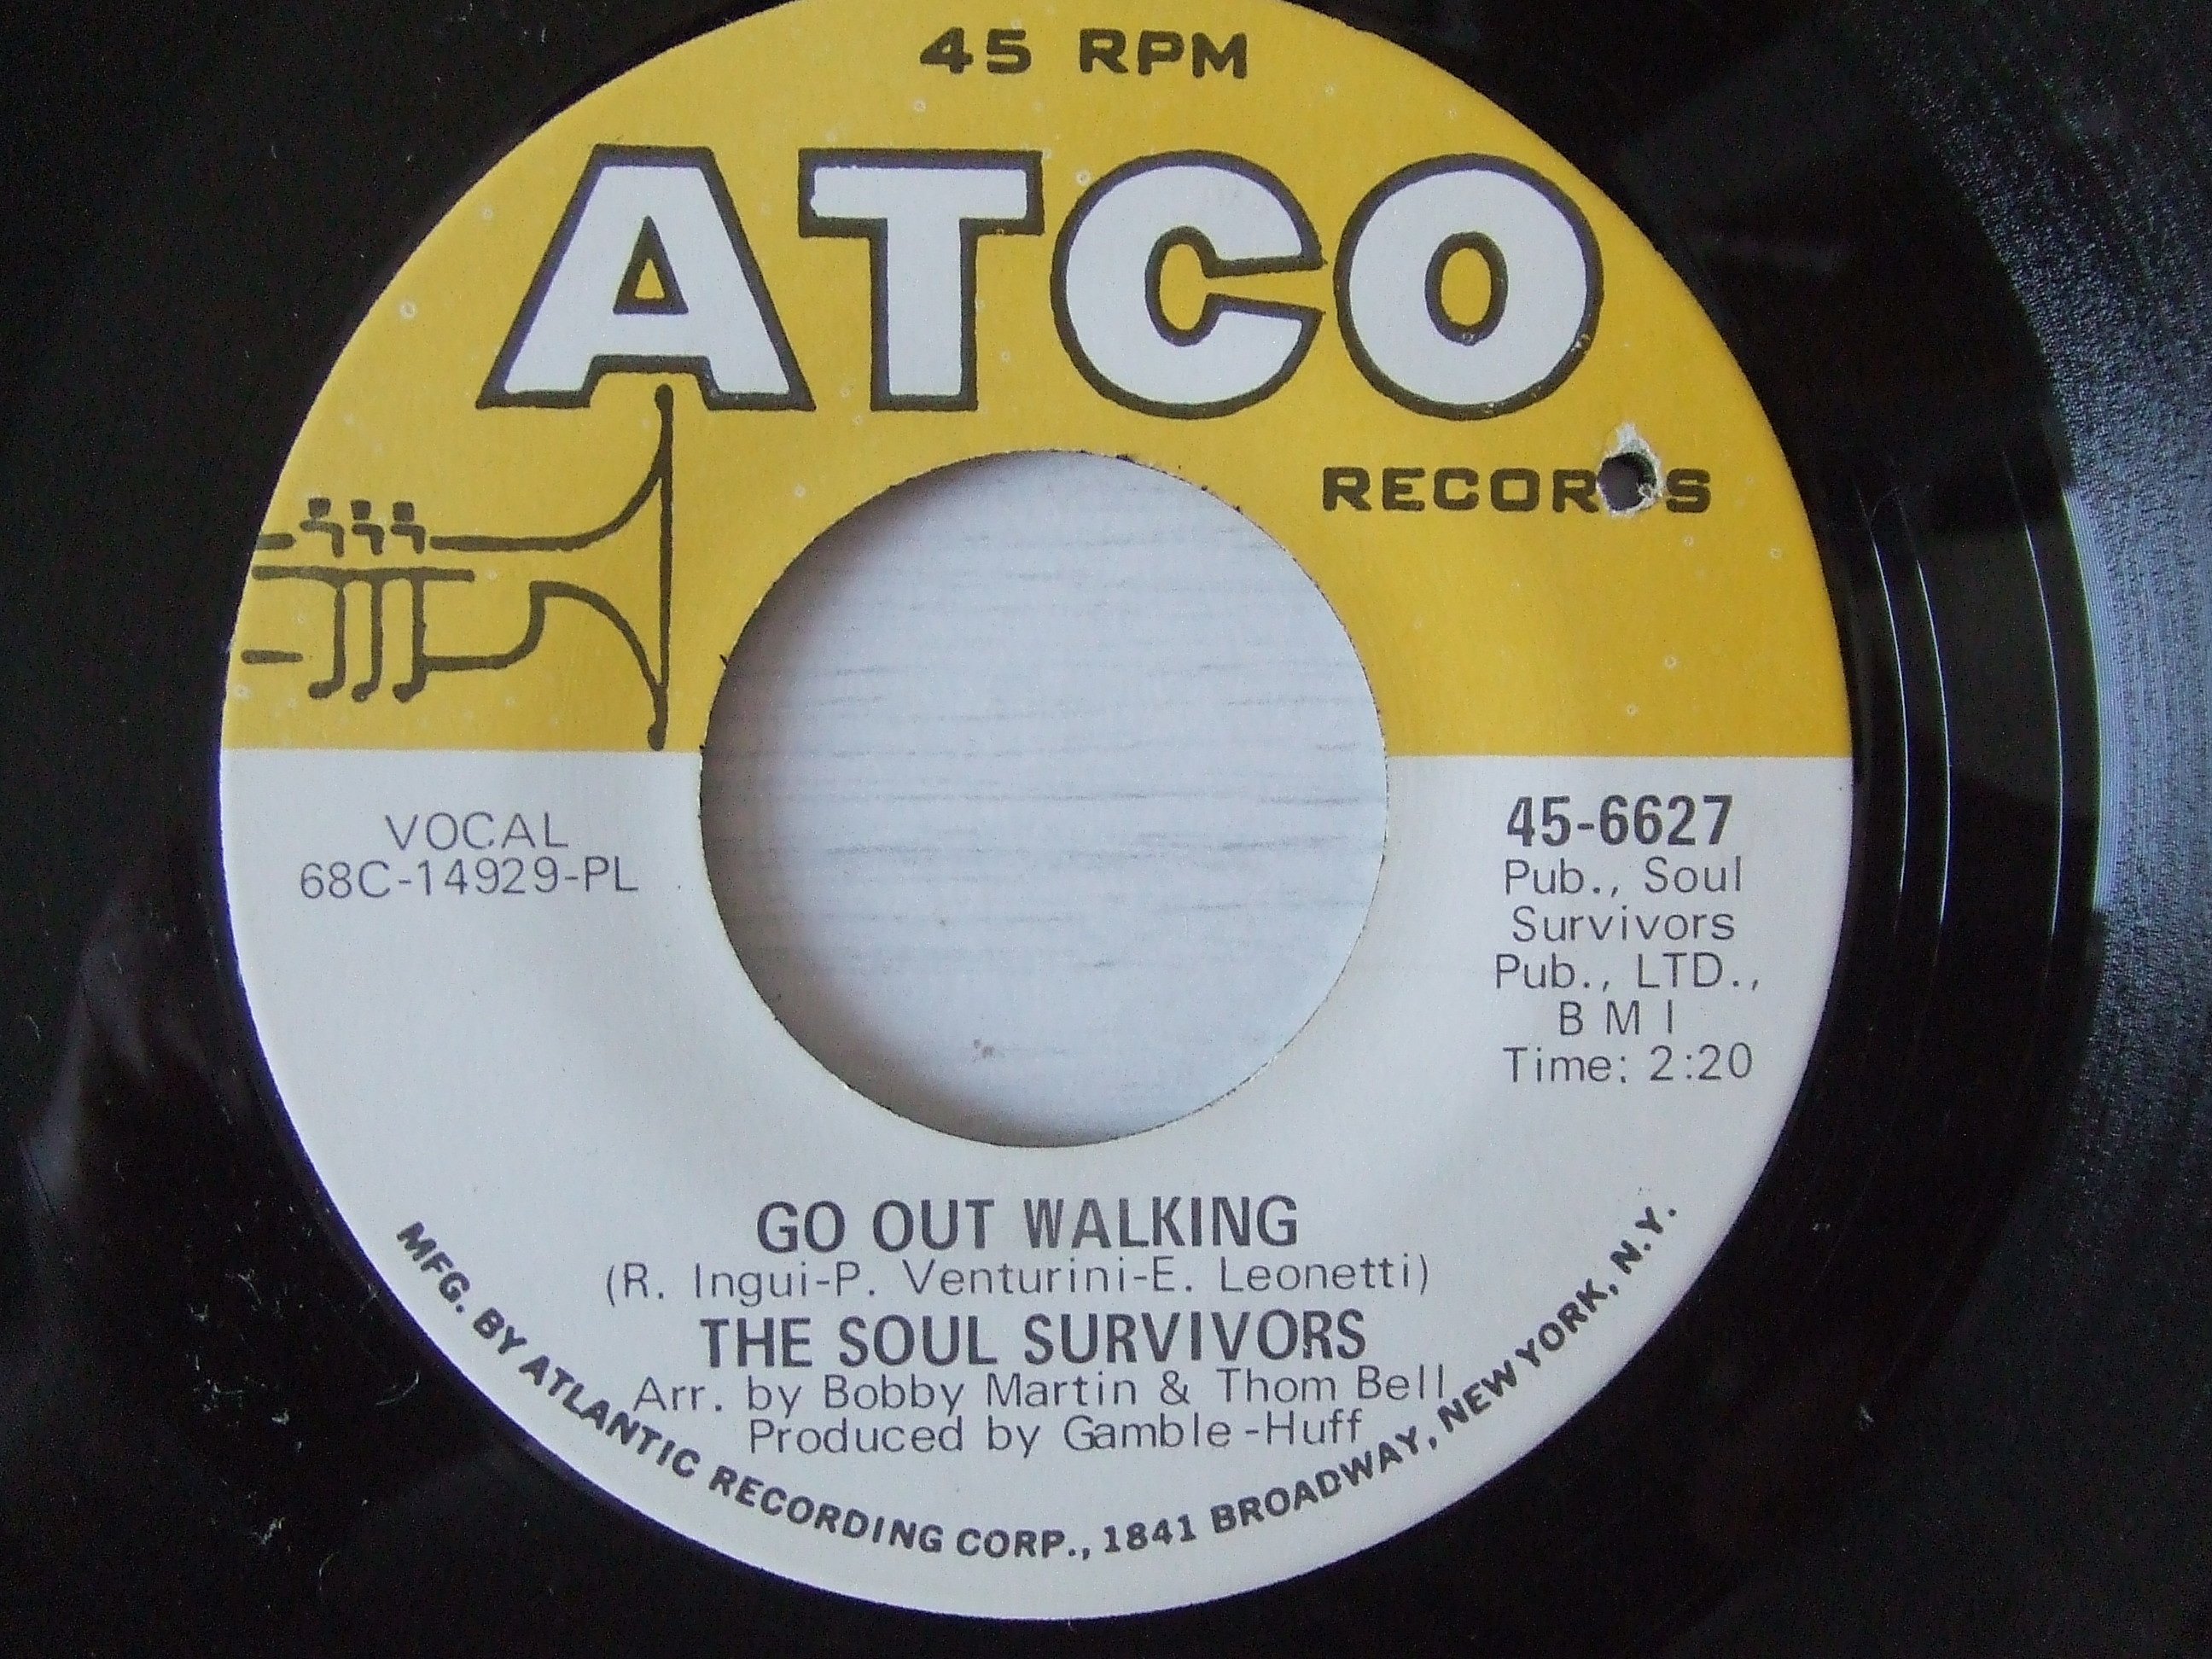 45 RPM
ATCO
RECORDS
VOCAL
68C-14929-PL
45-6627
Pub., Soul
Survivors
Pub., LTD.,
B M I
Time: 2:20
GO OUT WALKING
(R. Ingui-P. Venturini-E. Leonetti)
THE SOUL SURVIVORS
Arr. by Bobby Martin & Thom Bell
Produced by Gamble-Huff
MFG. BY ATLANTIC RECORDING CORP., 1841 BROADWAY, NEW YORK, N.Y.